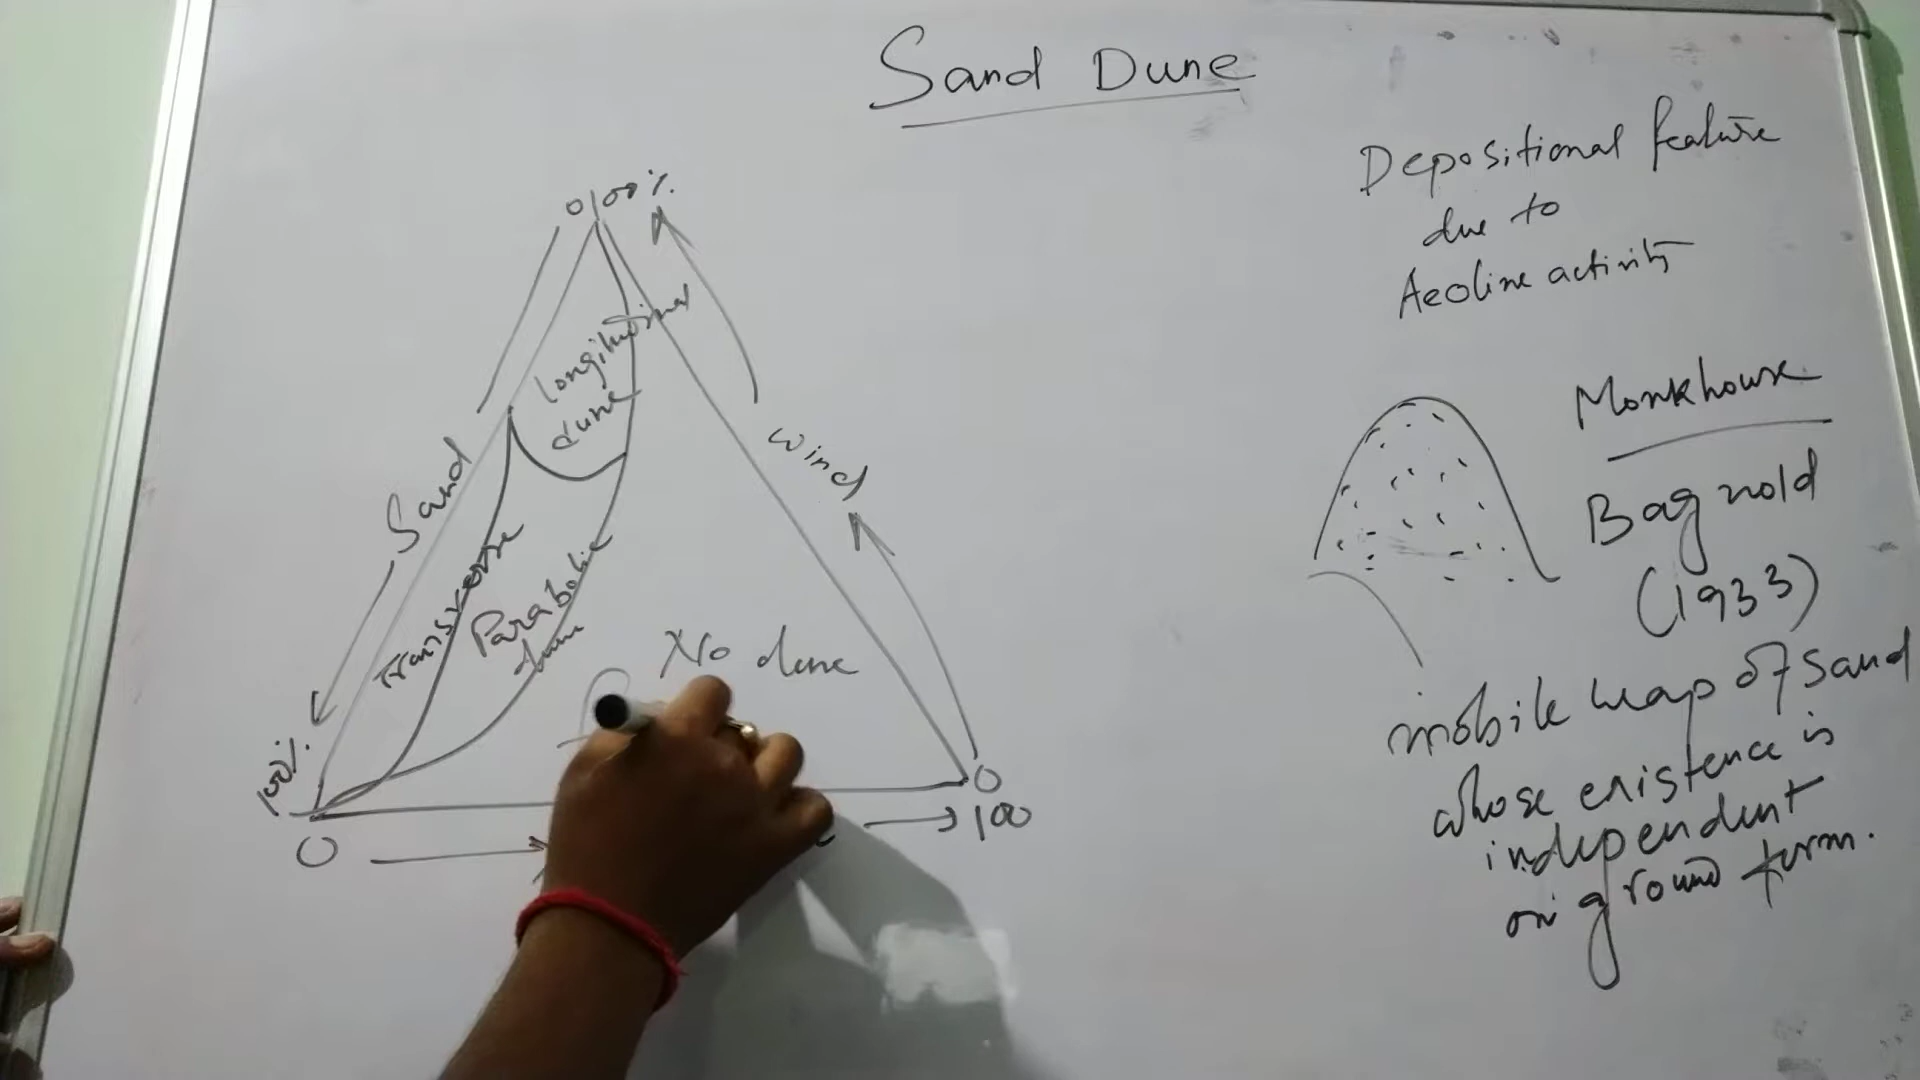 Sand Dune
Depositional feature
due to
Aeoline activity
Monkhouse
Bagnold
(1933)
mobile heap of sand
whose existence is
independent
on ground form.
0/100%
Longitudinal
dune
Sand
wind
Transverse
Parabolic
dune
No dune
100%
0
0
100